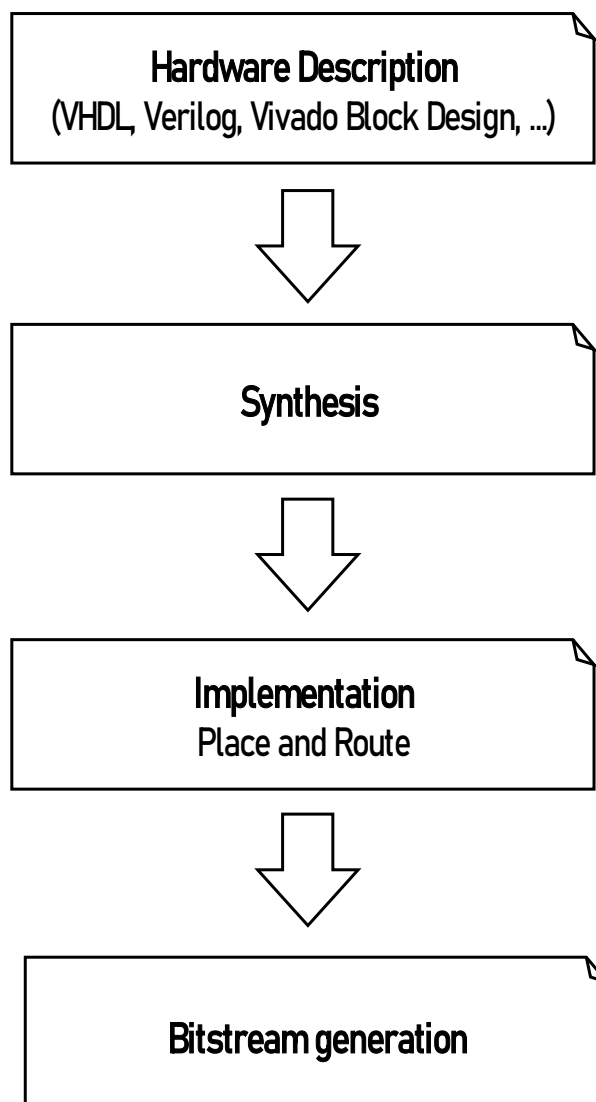 Hardware Description
(VHDL, Verilog, Vivado Block Design, ...)
Synthesis
Implementation
Place and Route
Bitstream generation